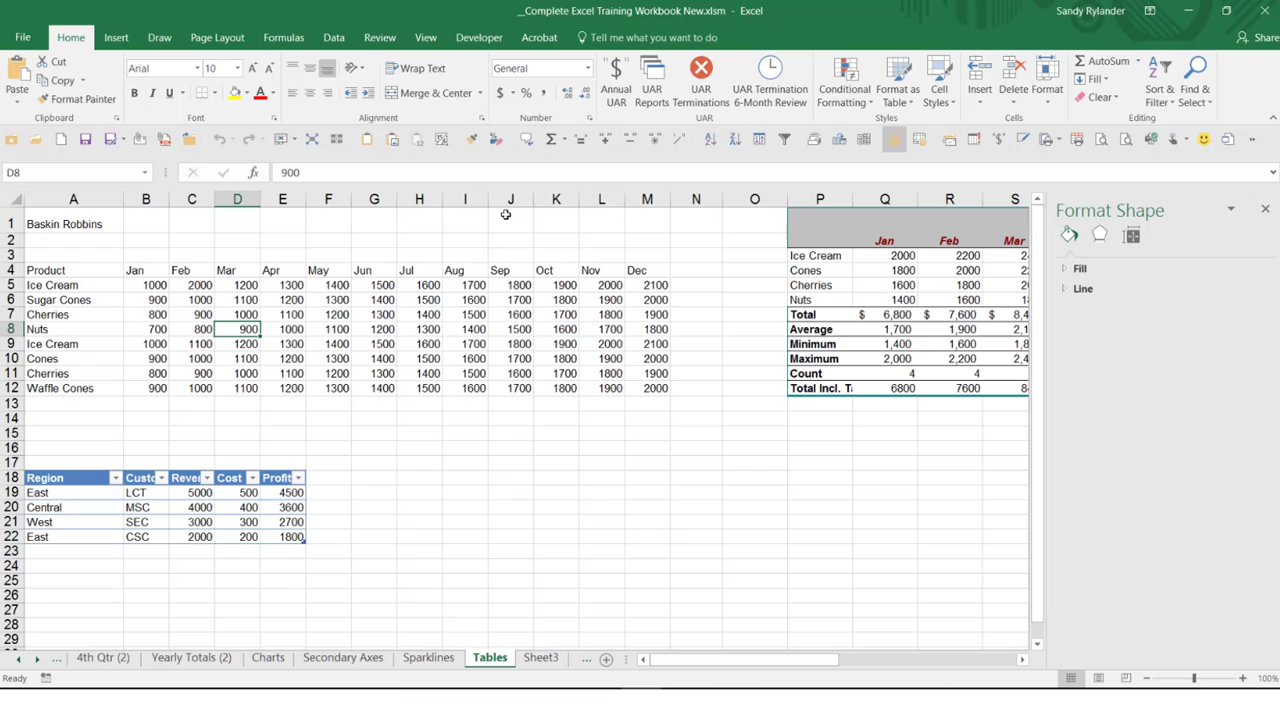 __Complete Excel Training Workbook New.xlsm - Excel
Sandy Rylander
File Home Insert Draw Page Layout Formulas Data Review View Developer Acrobat Tell me what you want to do Share
Paste
Cut
Copy
Format Painter
Clipboard
Arial 10
B I U
Font
Wrap Text
Merge & Center
Alignment
General
$ % ,
Number
Annual UAR
UAR Reports
UAR Terminations
UAR Termination 6-Month Review
UAR
Conditional Formatting
Format as Table
Cell Styles
Styles
Insert Delete Format
Cells
AutoSum
Fill
Clear
Sort & Filter
Find & Select
Editing
D8 fx 900
A B C D E F G H I J K L M N O P Q R S
1 Baskin Robbins
2 Jan Feb Mar
3 Ice Cream 2000 2200
4 Product Jan Feb Mar Apr May Jun Jul Aug Sep Oct Nov Dec Cones 1800 2000
5 Ice Cream 1000 2000 1200 1300 1400 1500 1600 1700 1800 1900 2000 2100 Cherries 1600 1800
6 Sugar Cones 900 1000 1100 1200 1300 1400 1500 1600 1700 1800 1900 2000 Nuts 1400 1600
7 Cherries 800 900 1000 1100 1200 1300 1400 1500 1600 1700 1800 1900 Total $ 6,800 $ 7,600 $ 8,4
8 Nuts 700 800 900 1000 1100 1200 1300 1400 1500 1600 1700 1800 Average 1,700 1,900 2,1
9 Ice Cream 1000 1100 1200 1300 1400 1500 1600 1700 1800 1900 2000 2100 Minimum 1,400 1,600 1,8
10 Cones 900 1000 1100 1200 1300 1400 1500 1600 1700 1800 1900 2000 Maximum 2,000 2,200 2,4
11 Cherries 800 900 1000 1100 1200 1300 1400 1500 1600 1700 1800 1900 Count 4 4
12 Waffle Cones 900 1000 1100 1200 1300 1400 1500 1600 1700 1800 1900 2000 Total Incl. T 6800 7600 8
13
14
15
16
17
18 Region Custo Rever Cost Profit
19 East LCT 5000 500 4500
20 Central MSC 4000 400 3600
21 West SEC 3000 300 2700
22 East CSC 2000 200 1800
23
24
25
26
27
28
29
Format Shape
Fill
Line
... 4th Qtr (2) Yearly Totals (2) Charts Secondary Axes Sparklines Tables Sheet3 ...
Ready
100%